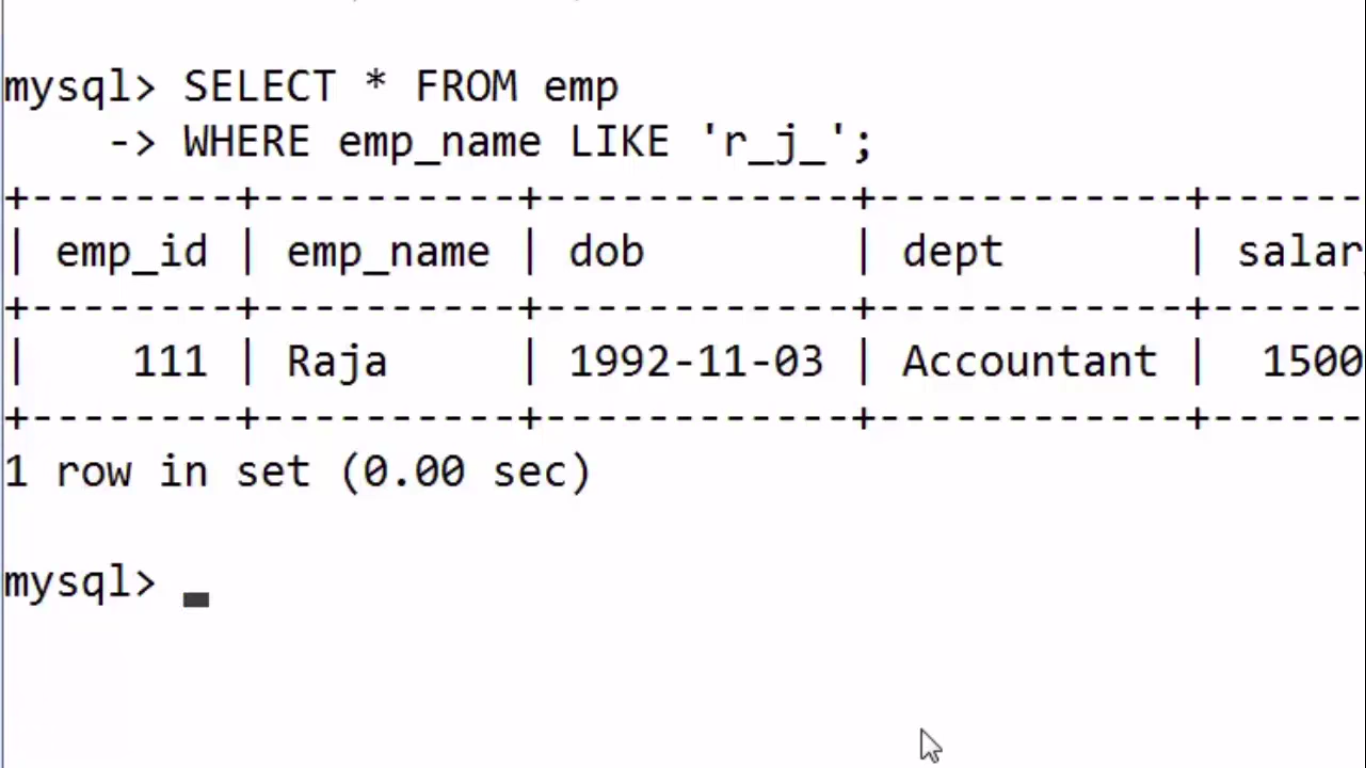 mysql> SELECT * FROM emp
    -> WHERE emp_name LIKE 'r_j_';
+--------+----------+------------+------------+------
| emp_id | emp_name | dob        | dept       | salar
+--------+----------+------------+------------+------
|    111 | Raja     | 1992-11-03 | Accountant |  1500
+--------+----------+------------+------------+------
1 row in set (0.00 sec)
mysql>